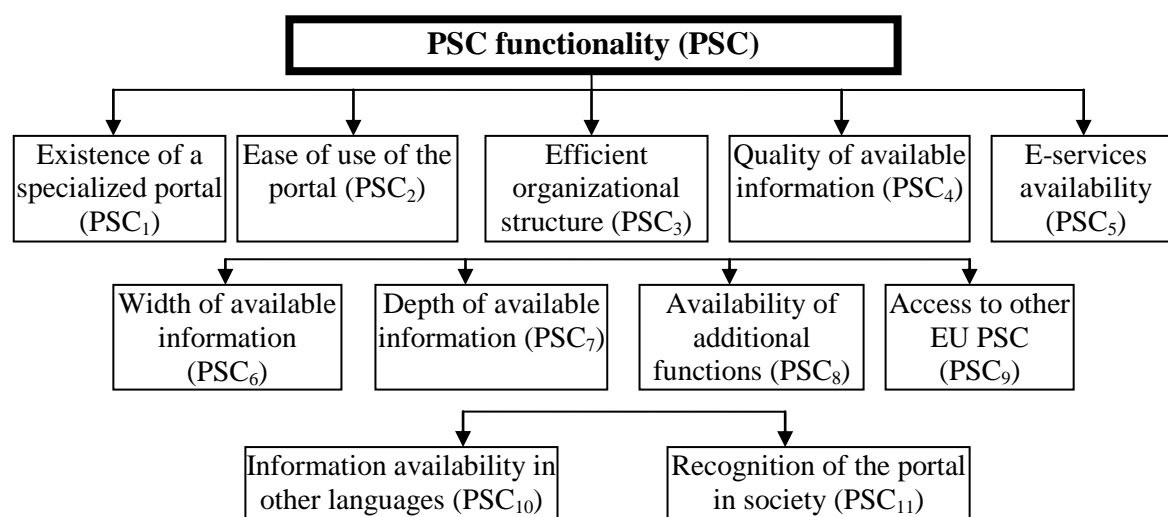 PSC functionality (PSC)
Existence of a
specialized portal
(PSC₁)
Ease of use of the
portal (PSC₂)
Efficient
organizational
structure (PSC₃)
Quality of available
information (PSC₄)
E-services
availability
(PSC₅)
Width of available
information
(PSC₆)
Depth of available
information (PSC₇)
Availability of
additional
functions (PSC₈)
Access to other
EU PSC
(PSC₉)
Information availability in
other languages (PSC₁₀)
Recognition of the portal
in society (PSC₁₁)